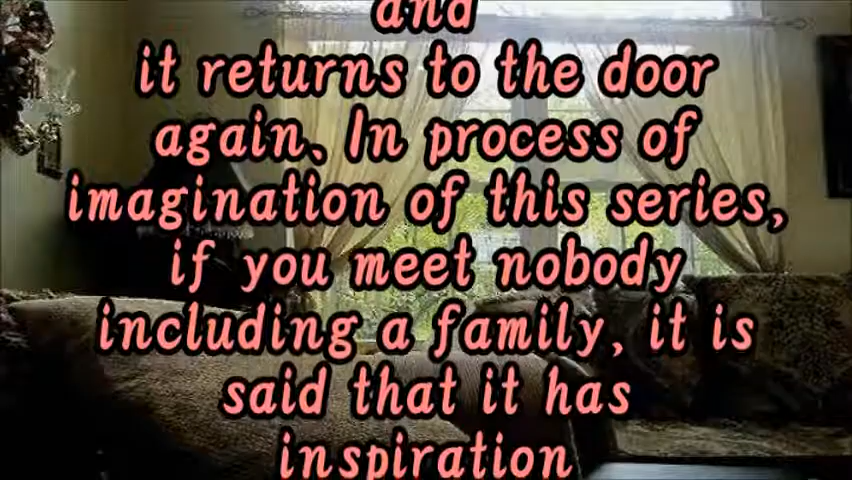 and
it returns to the door
again、In process of
imagination of this series,
if you meet nobody
including a family, it is
said that it has
inspiration